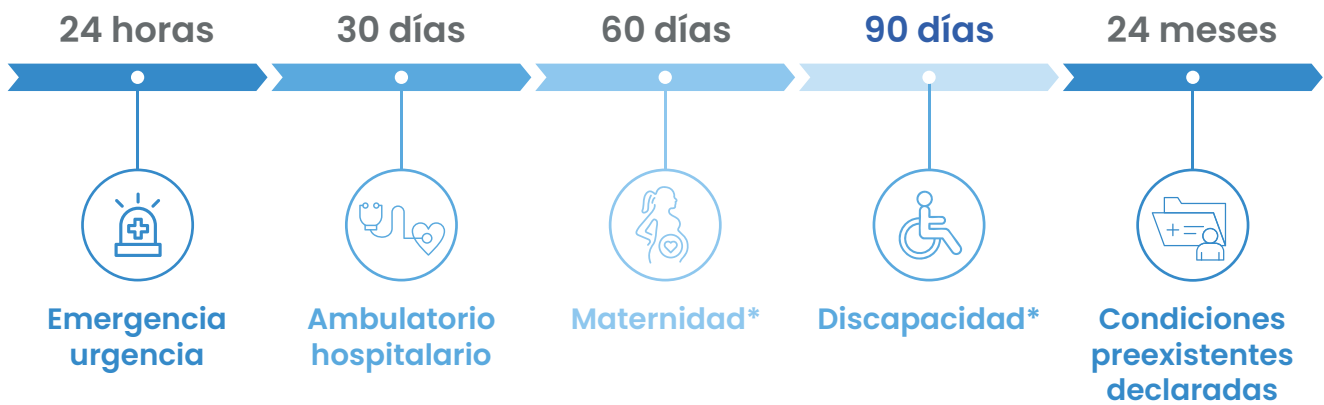 24 horas
30 días
60 días
90 días
24 meses
Emergencia
urgencia
Ambulatorio
hospitalario
Maternidad*
Discapacidad*
Condiciones
preexistentes
declaradas